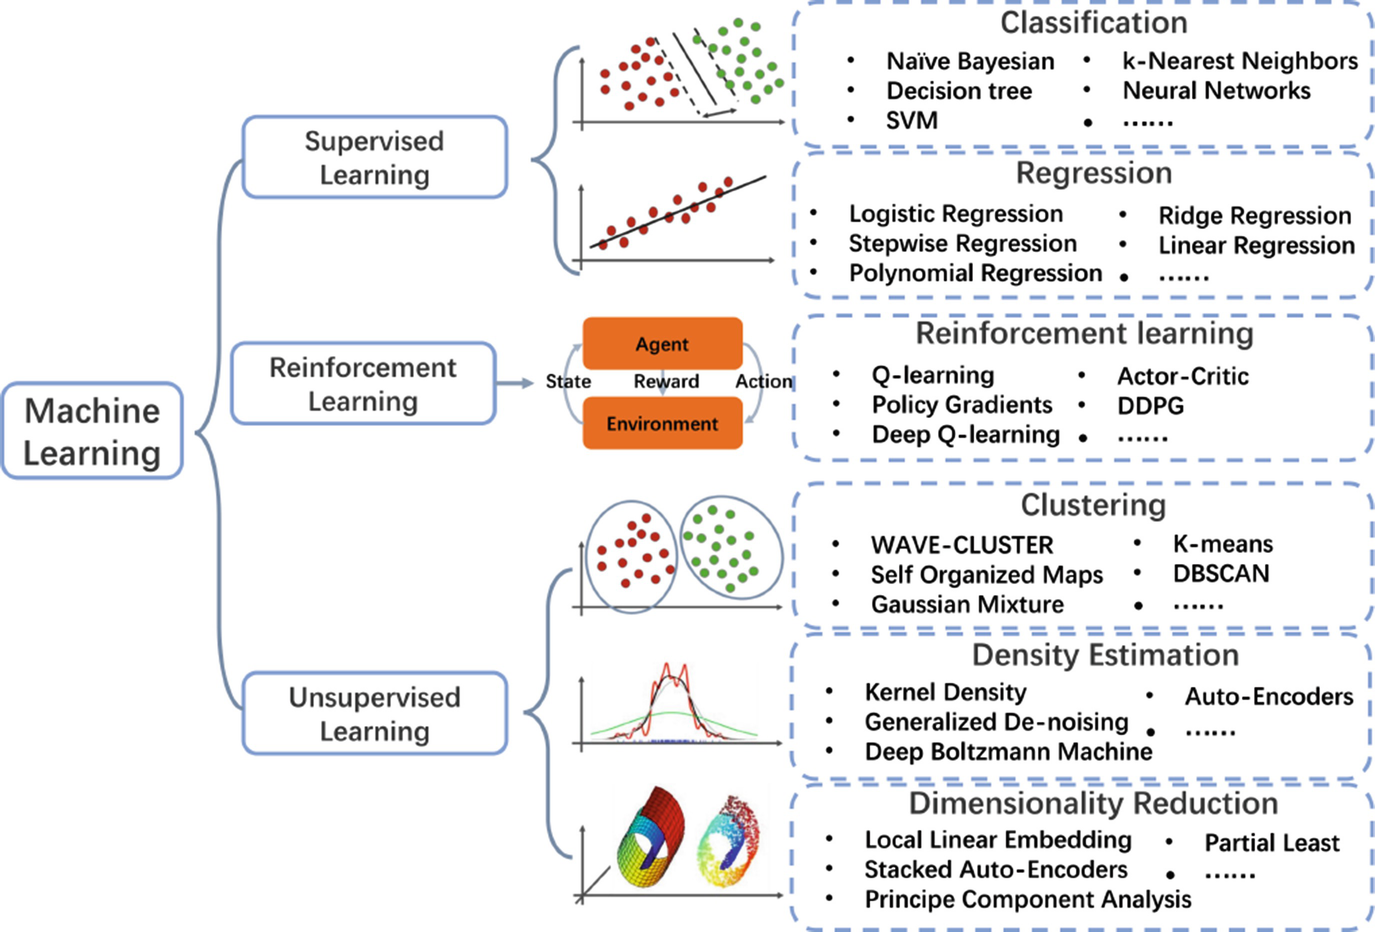 Machine
Learning
Supervised
Learning
Classification
• Naïve Bayesian
• Decision tree
• SVM
• k-Nearest Neighbors
• Neural Networks
• ……
Regression
• Logistic Regression
• Stepwise Regression
• Polynomial Regression
• Ridge Regression
• Linear Regression
• ……
Reinforcement
Learning
Agent
State
Reward
Action
Environment
Reinforcement learning
• Q-learning
• Policy Gradients
• Deep Q-learning
• Actor-Critic
• DDPG
• ……
Unsupervised
Learning
Clustering
• WAVE-CLUSTER
• Self Organized Maps
• Gaussian Mixture
• K-means
• DBSCAN
• ……
Density Estimation
• Kernel Density
• Generalized De-noising
• Deep Boltzmann Machine
• Auto-Encoders
• ……
Dimensionality Reduction
• Local Linear Embedding
• Stacked Auto-Encoders
• Principe Component Analysis
• Partial Least
• ……